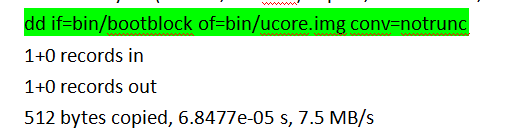 dd if=bin/bootblock of=bin/ucore.img conv=notrunc
1+0 records in
1+0 records out
512 bytes copied, 6.8477e-05 s, 7.5 MB/s